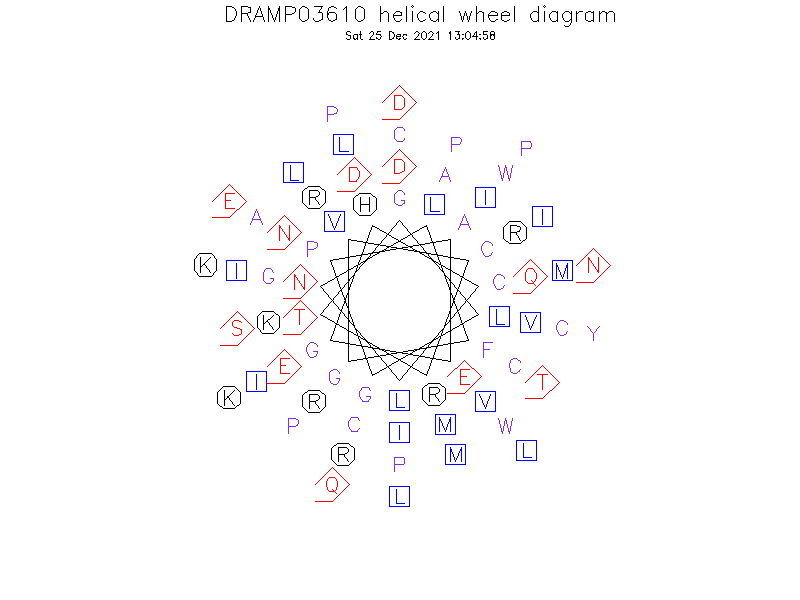 DRAMP03610 helical wheel diagram
Sat 25 Dec 2021 13:04:58
D
P
C
L P P
D
L D A W
E R H G L I
A V A I
N R
P C
K I G N C Q M N
S K T L V C Y
G F
E C
I G E T
K R G L R V
P C I M W
R P M L
Q L